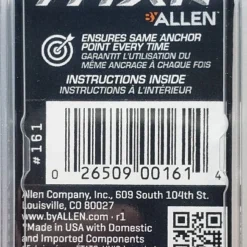 BYALLEN
ENSURES SAME ANCHOR
POINT EVERY TIME
GARANTIT L'UTILISATION DU
MÊME ANCRAGE À CHAQUE FOIS
INSTRUCTIONS INSIDE
INSTRUCTIONS À L'INTÉRIEUR
#161
0 26509 00161 4
Allen Company, Inc., 609 South 104th St.
Louisville, CO 80027
www.byALLEN.com · r1
*Made in USA with Domestic
and Imported Components